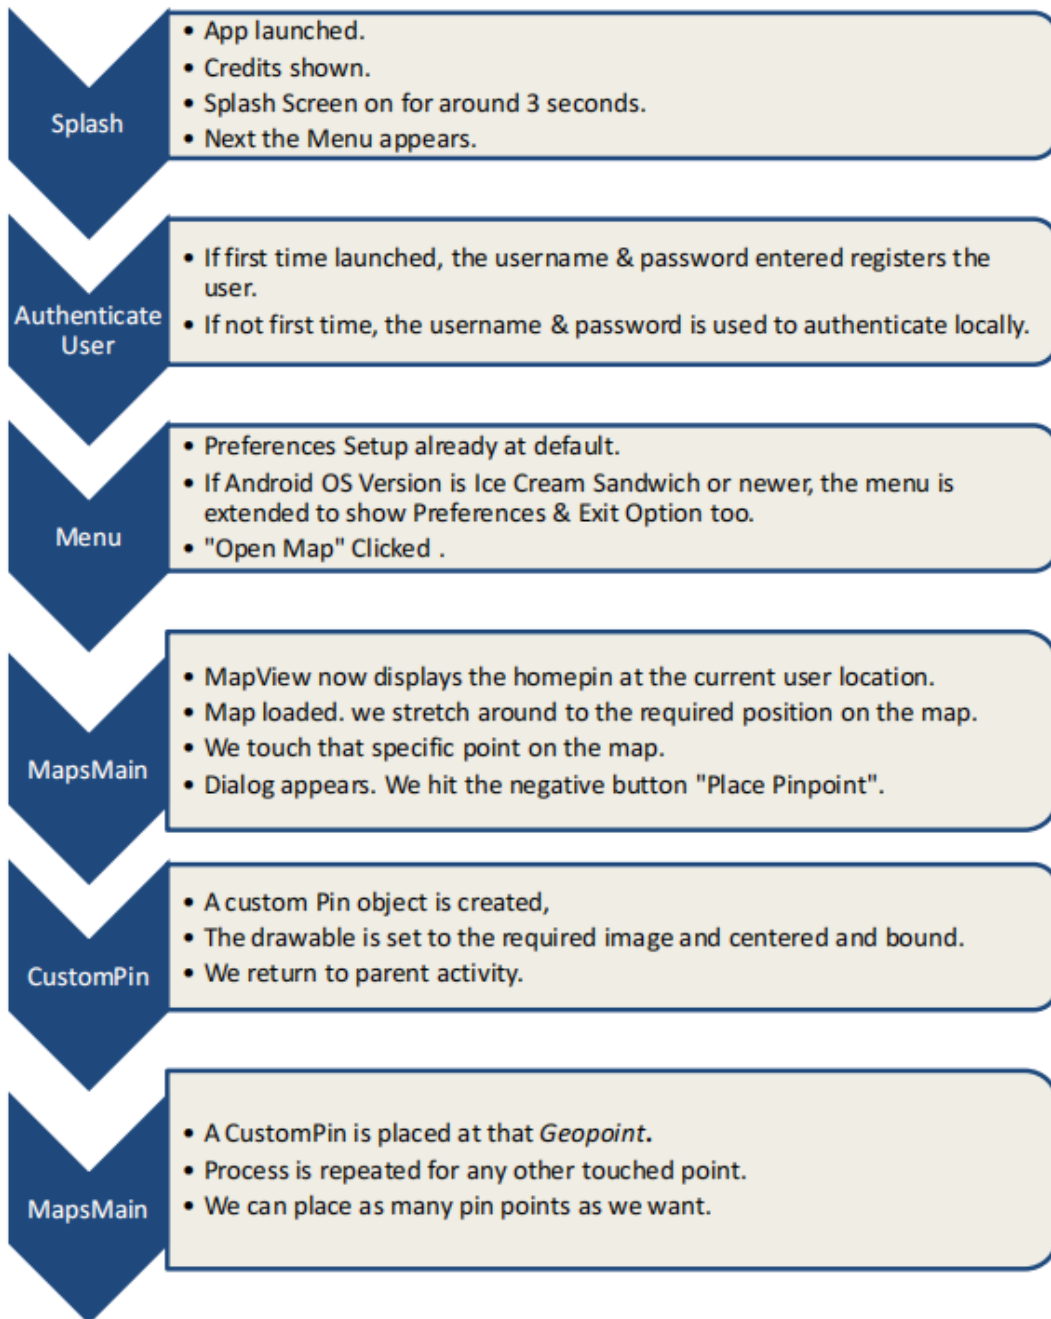 Splash
• App launched.
• Credits shown.
• Splash Screen on for around 3 seconds.
• Next the Menu appears.
Authenticate
User
• If first time launched, the username & password entered registers the
user.
• If not first time, the username & password is used to authenticate locally.
Menu
• Preferences Setup already at default.
• If Android OS Version is Ice Cream Sandwich or newer, the menu is
extended to show Preferences & Exit Option too.
• "Open Map" Clicked .
MapsMain
• MapView now displays the homepin at the current user location.
• Map loaded. we stretch around to the required position on the map.
• We touch that specific point on the map.
• Dialog appears. We hit the negative button "Place Pinpoint".
CustomPin
• A custom Pin object is created,
• The drawable is set to the required image and centered and bound.
• We return to parent activity.
MapsMain
• A CustomPin is placed at that Geopoint.
• Process is repeated for any other touched point.
• We can place as many pin points as we want.